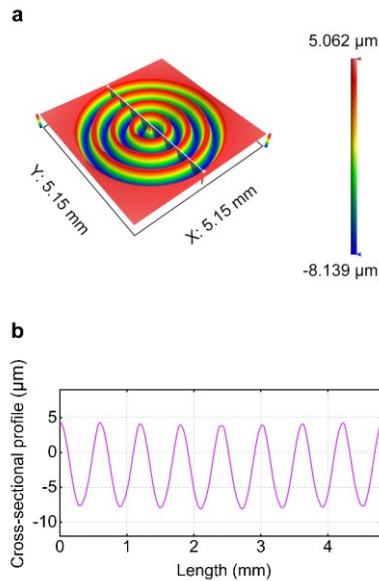 a
5.062 µm
Y: 5.15 mm
X: 5.15 mm
-8.139 µm
b
Cross-sectional profile (µm)
5
0
-5
-10
0
1
2
3
4
Length (mm)